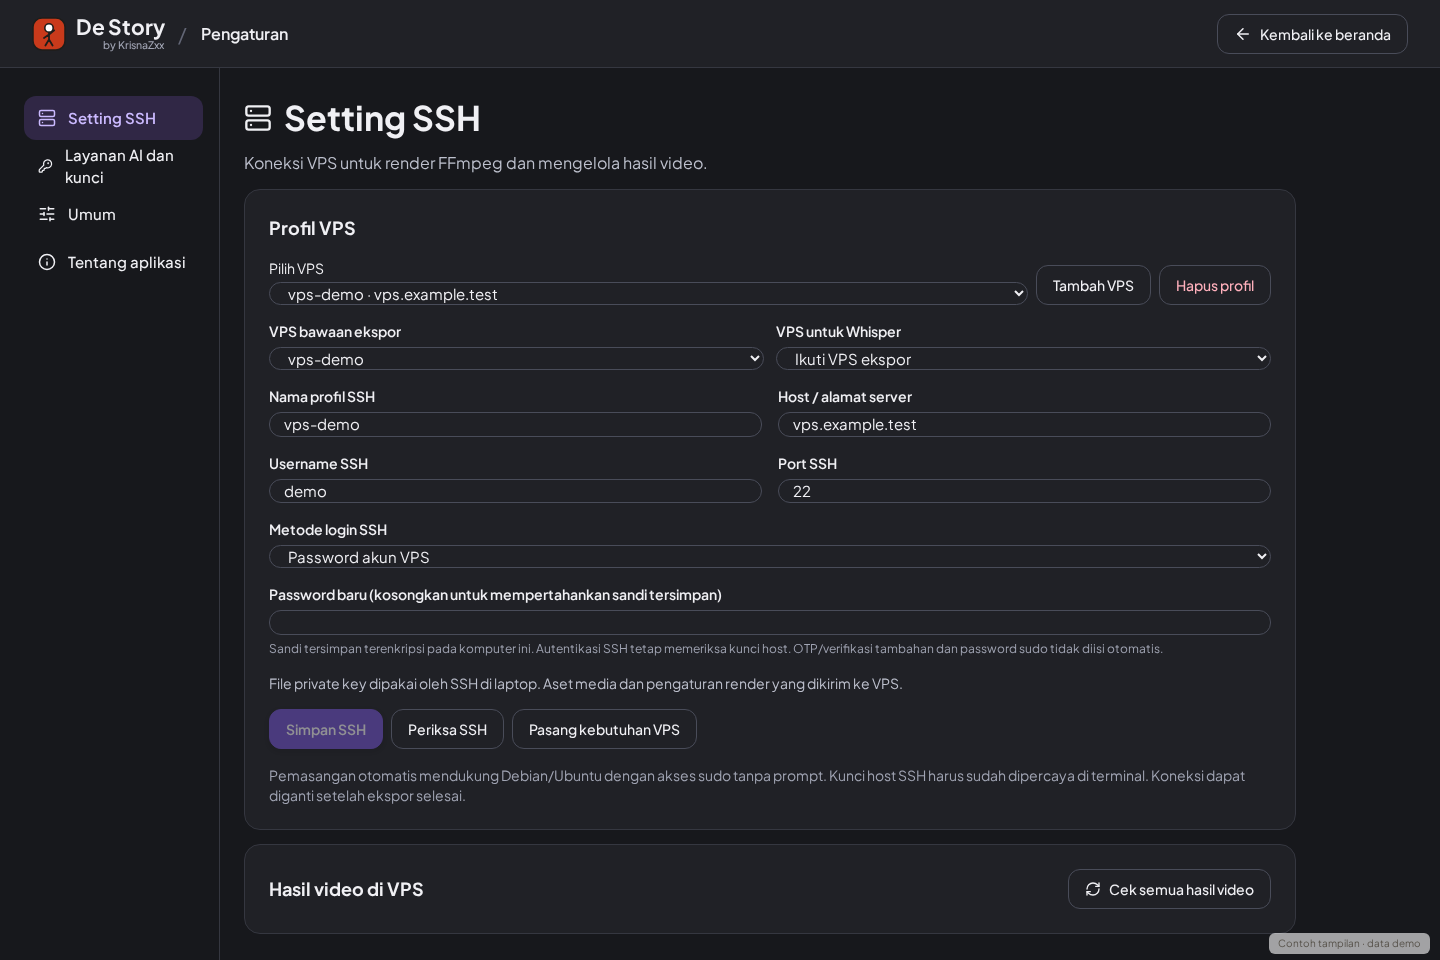 De Story
by KrisnaZxx
/
Pengaturan
Kembali ke beranda
Setting SSH
Layanan AI dan
kunci
Umum
Tentang aplikasi
Setting SSH
Koneksi VPS untuk render FFmpeg dan mengelola hasil video.
Profil VPS
Pilih VPS
vps-demo · vps.example.test
Tambah VPS
Hapus profil
VPS bawaan ekspor
VPS untuk Whisper
vps-demo
Ikuti VPS ekspor
Nama profil SSH
Host / alamat server
vps-demo
vps.example.test
Username SSH
Port SSH
demo
22
Metode login SSH
Password akun VPS
Password baru (kosongkan untuk mempertahankan sandi tersimpan)
Sandi tersimpan terenkripsi pada komputer ini. Autentikasi SSH tetap memeriksa kunci host. OTP/verifikasi tambahan dan password sudo tidak diisi otomatis.
File private key dipakai oleh SSH di laptop. Aset media dan pengaturan render yang dikirim ke VPS.
Simpan SSH
Periksa SSH
Pasang kebutuhan VPS
Pemasangan otomatis mendukung Debian/Ubuntu dengan akses sudo tanpa prompt. Kunci host SSH harus sudah dipercaya di terminal. Koneksi dapat
diganti setelah ekspor selesai.
Hasil video di VPS
Cek semua hasil video
Contoh tampilan · data demo